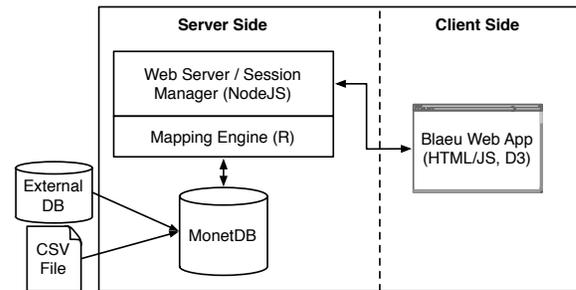 Server Side
Client Side
Web Server / Session
Manager (NodeJS)
Mapping Engine (R)
Blaeu Web App
(HTML/JS, D3)
External
DB
MonetDB
CSV
File